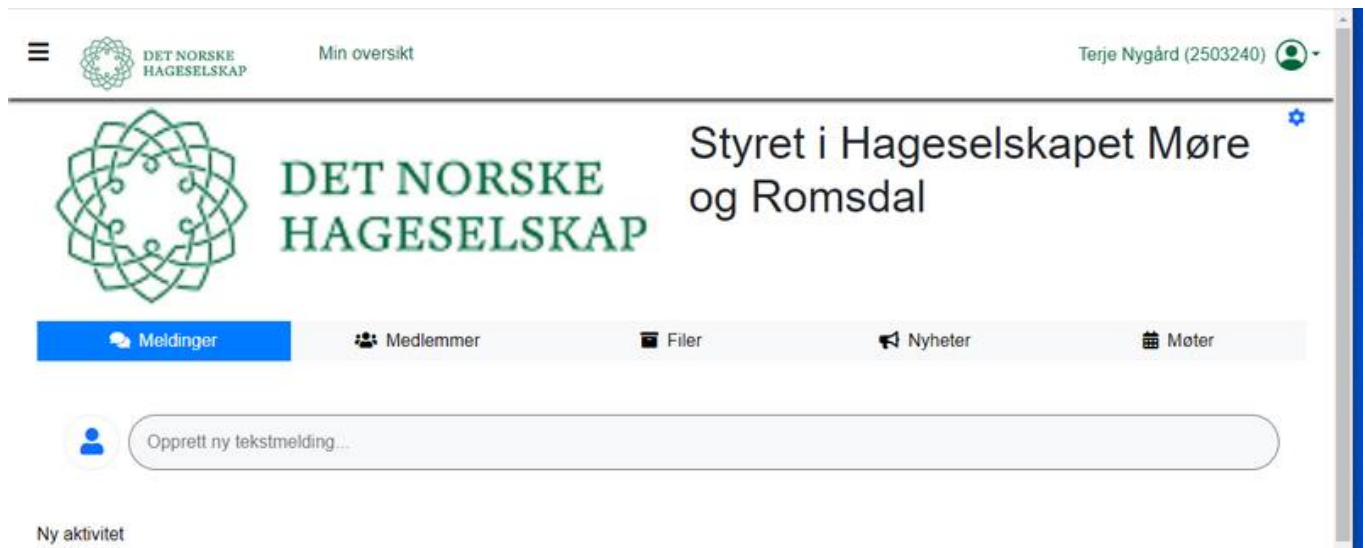 DET NORSKE
HAGESELSKAP
Min oversikt
Terje Nygård (2503240)
DET NORSKE
HAGESELSKAP
Styret i Hageselskapet Møre
og Romsdal
Meldinger
Medlemmer
Filer
Nyheter
Møter
Opprett ny tekstmelding...
Ny aktivitet